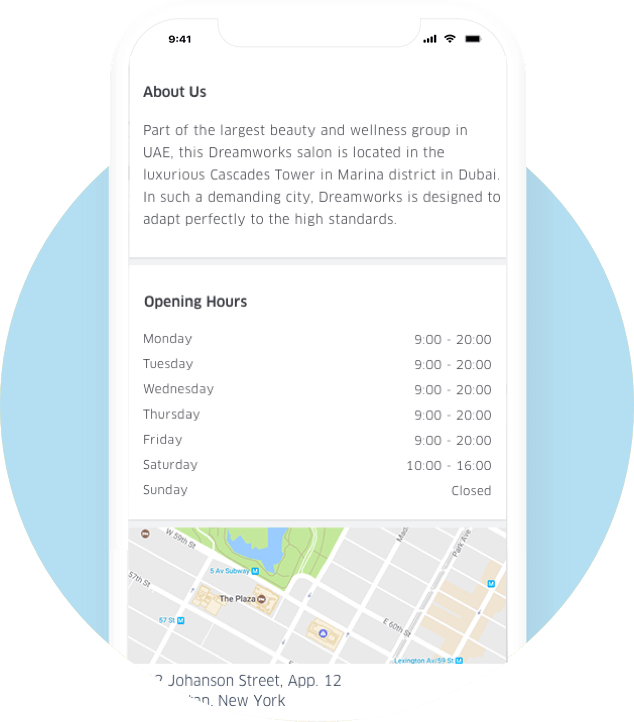 9:41
About Us
Part of the largest beauty and wellness group in
UAE, this Dreamworks salon is located in the
luxurious Cascades Tower in Marina district in Dubai.
In such a demanding city, Dreamworks is designed to
adapt perfectly to the high standards.
Opening Hours
Monday 9:00 - 20:00
Tuesday 9:00 - 20:00
Wednesday 9:00 - 20:00
Thursday 9:00 - 20:00
Friday 9:00 - 20:00
Saturday 10:00 - 16:00
Sunday Closed
W 59th St
Park Ave
5 Av Subway M
57th St
M
The Plaza
57 St M
E 60th St
Lexington Av/59 St M
Johanson Street, App. 12
New York